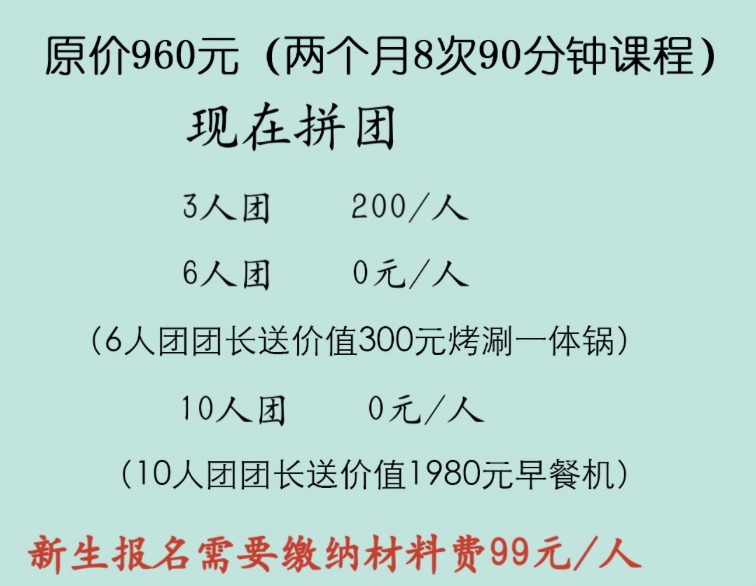 原价960元（两个月8次90分钟课程）
现在拼团
3人团 200/人
6人团 0元/人
（6人团团长送价值300元烤涮一体锅）
10人团 0元/人
（10人团团长送价值1980元早餐机）
新生报名需要缴纳材料费99元/人